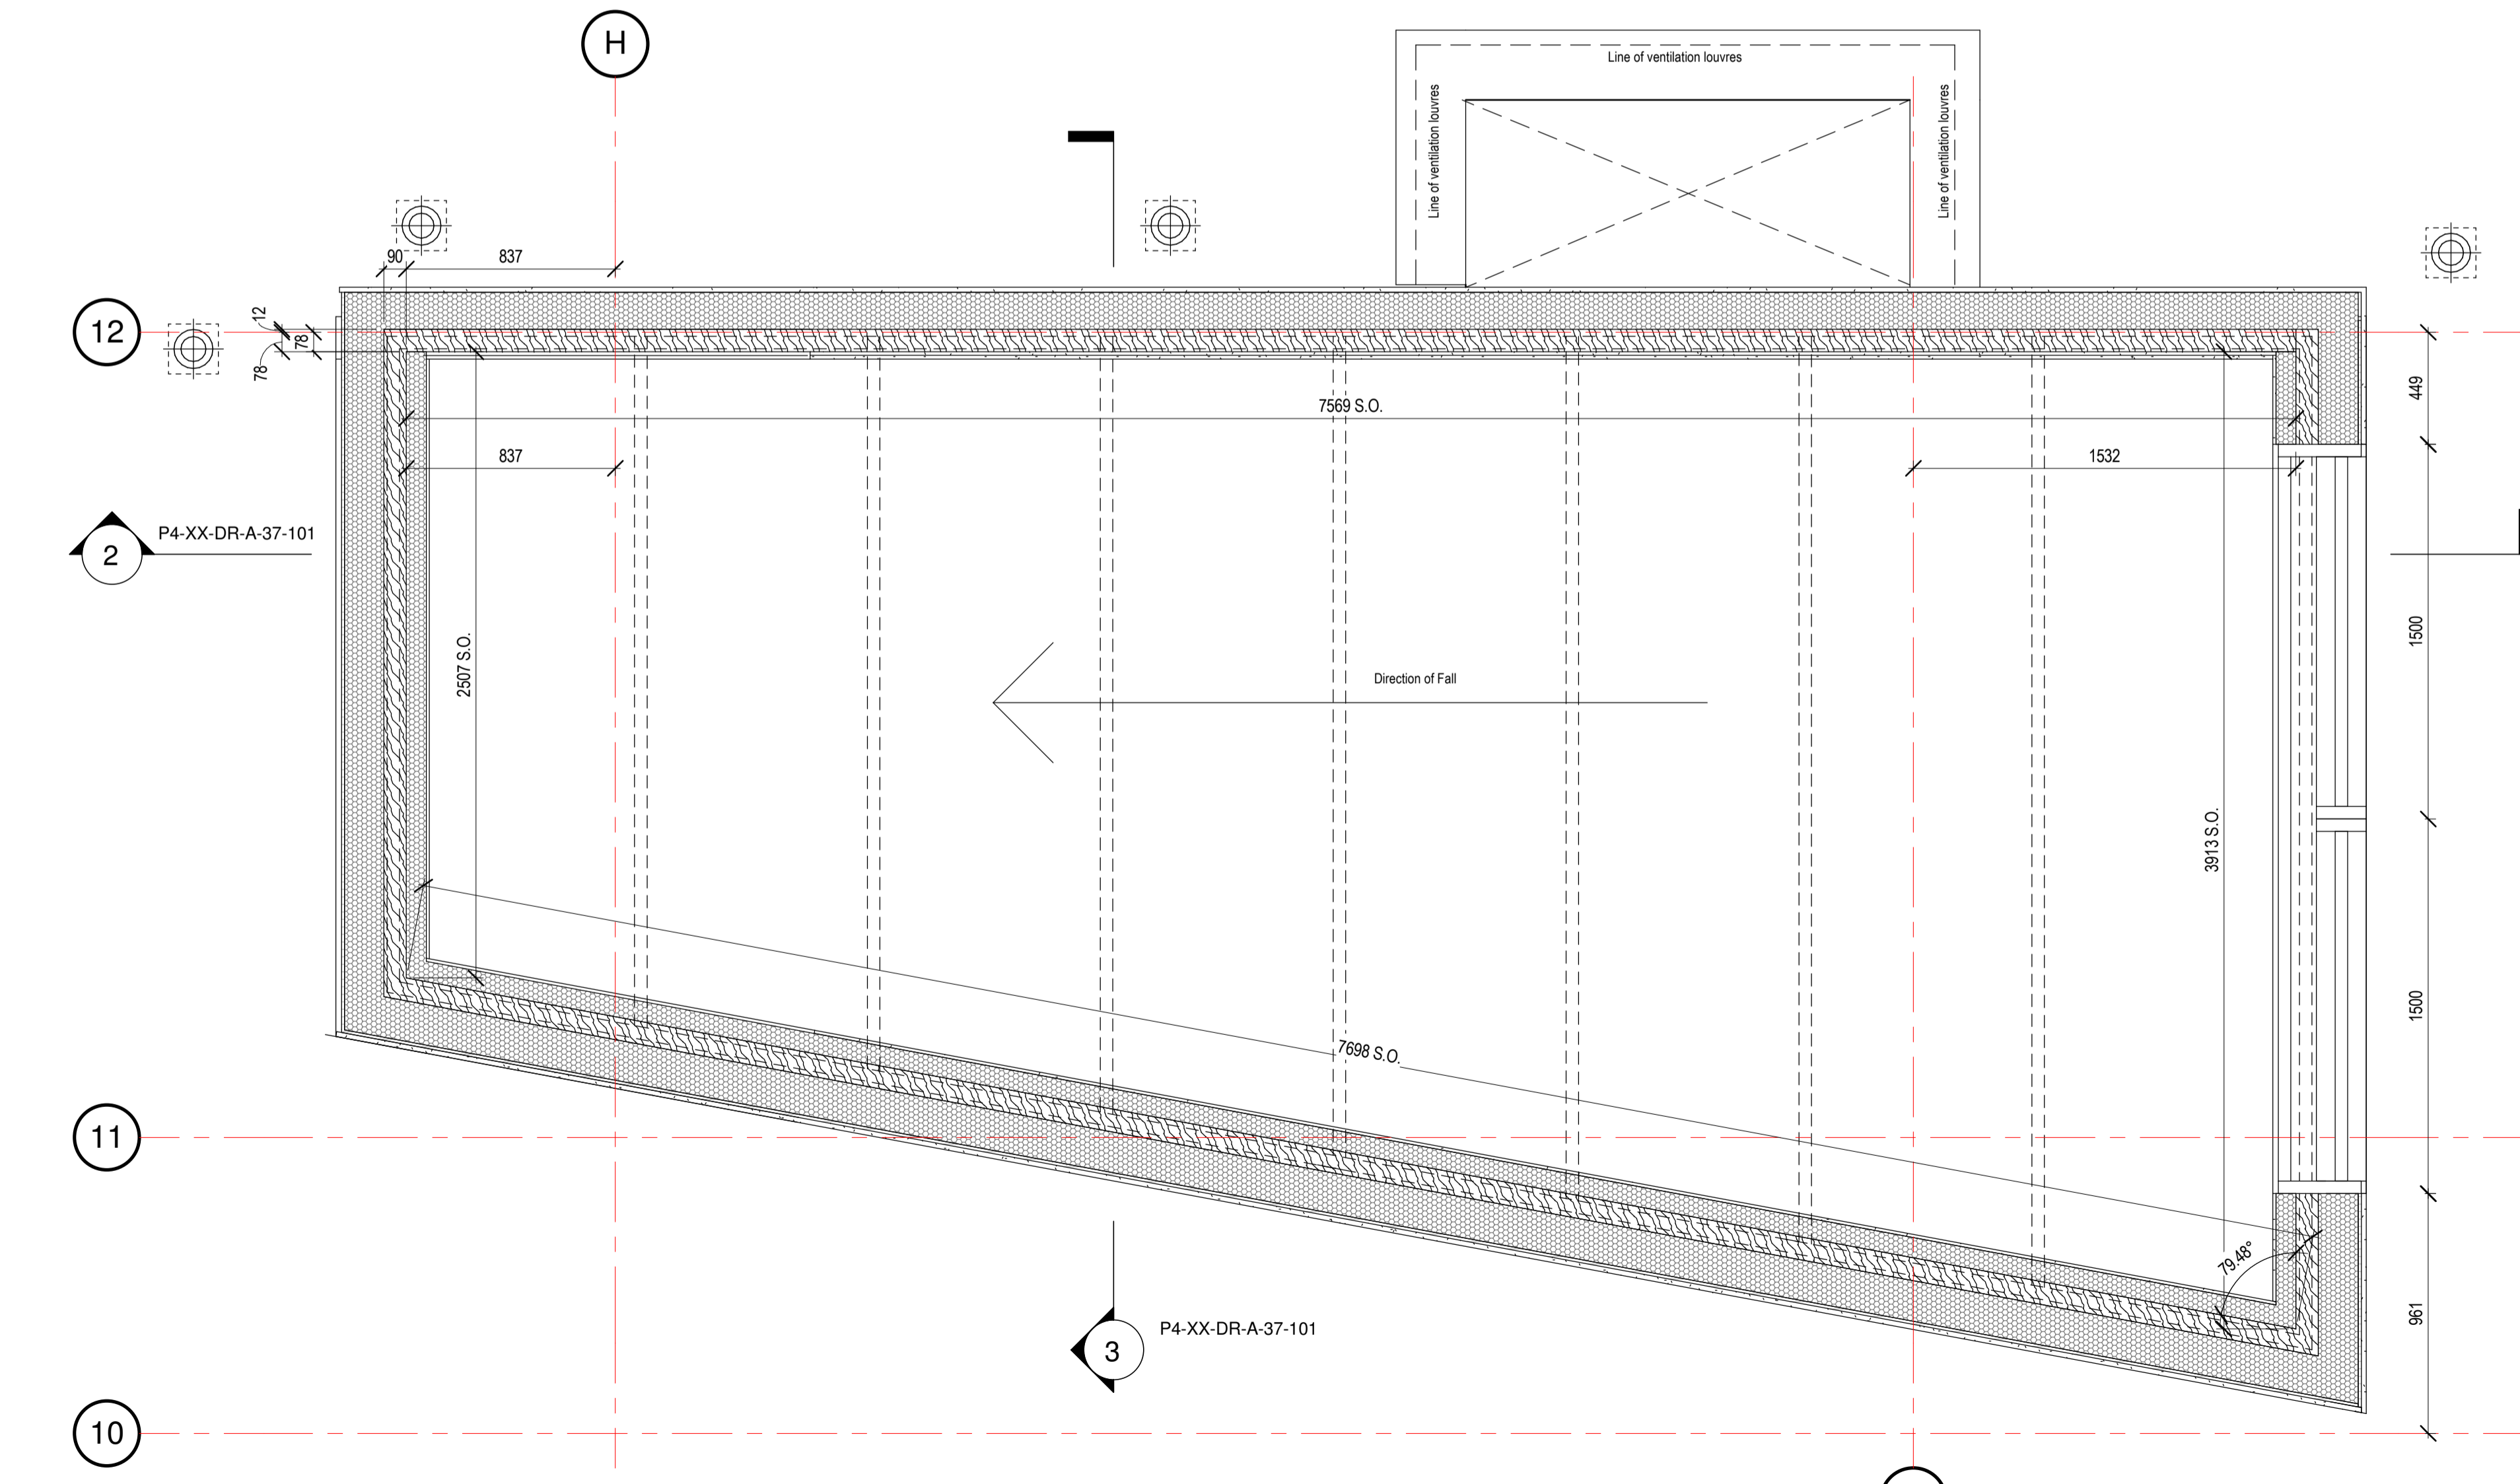 H
Line of ventilation louvres
Line of ventilation louvres
Line of ventilation louvres
90
837
12
12
78
78
449
7569 S.O.
837
1532
2
P4-XX-DR-A-37-101
1500
2507 S.O.
Direction of Fall
3913 S.O.
1500
7698 S.O.
11
79.48°
961
3
P4-XX-DR-A-37-101
10